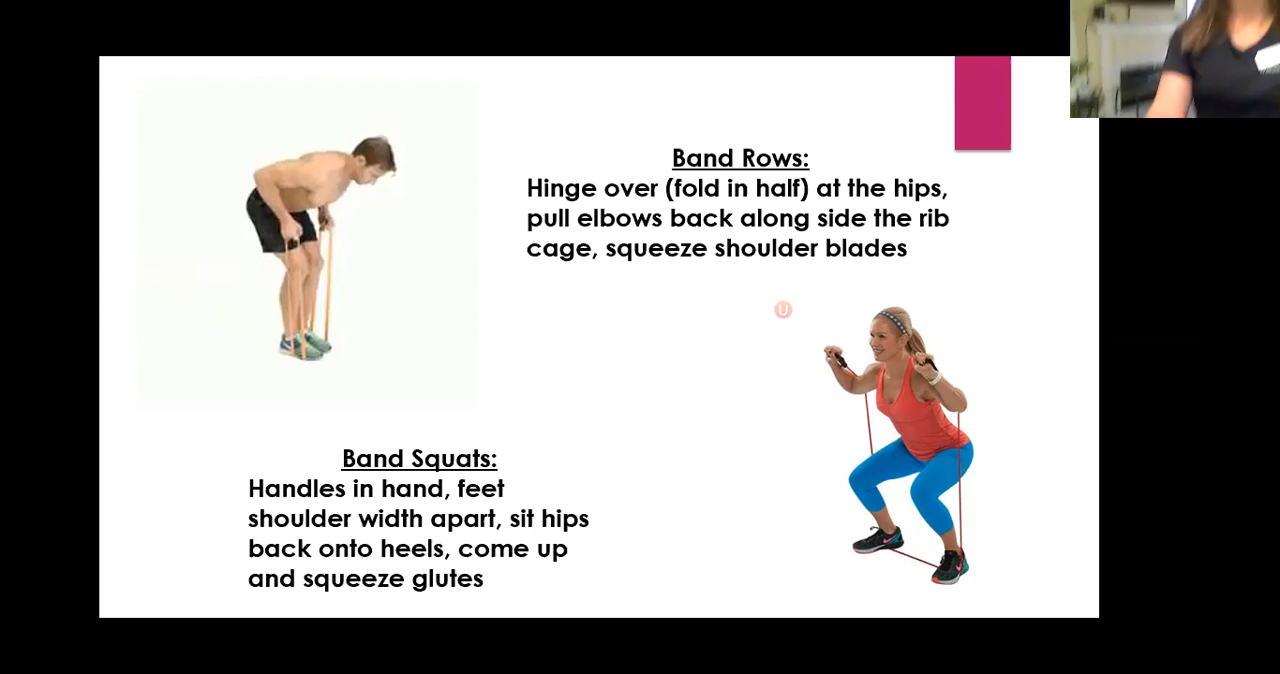 Band Rows:
Hinge over (fold in half) at the hips,
pull elbows back along side the rib
cage, squeeze shoulder blades
U
Band Squats:
Handles in hand, feet
shoulder width apart, sit hips
back onto heels, come up
and squeeze glutes